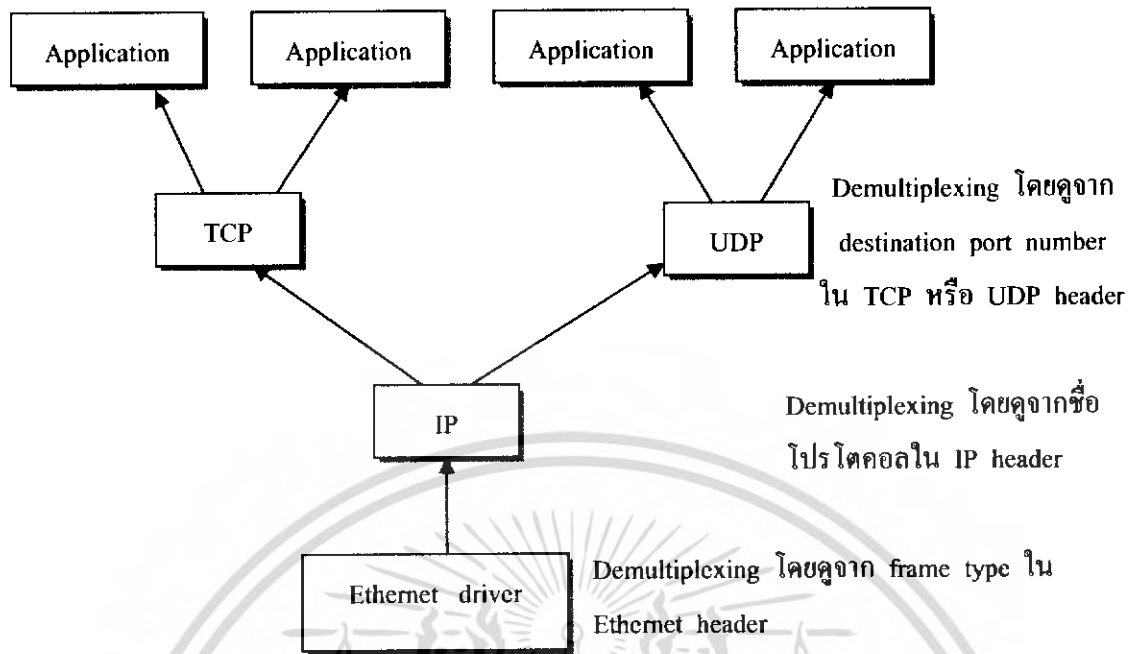 Application Application Application Application
TCP
UDP
Demultiplexing โดยดูจาก
destination port number
ใน TCP หรือ UDP header
IP
Demultiplexing โดยดูจากชื่อ
โปรโตคอลใน IP header
Ethernet driver
Demultiplexing โดยดูจาก frame type ใน
Ethernet header